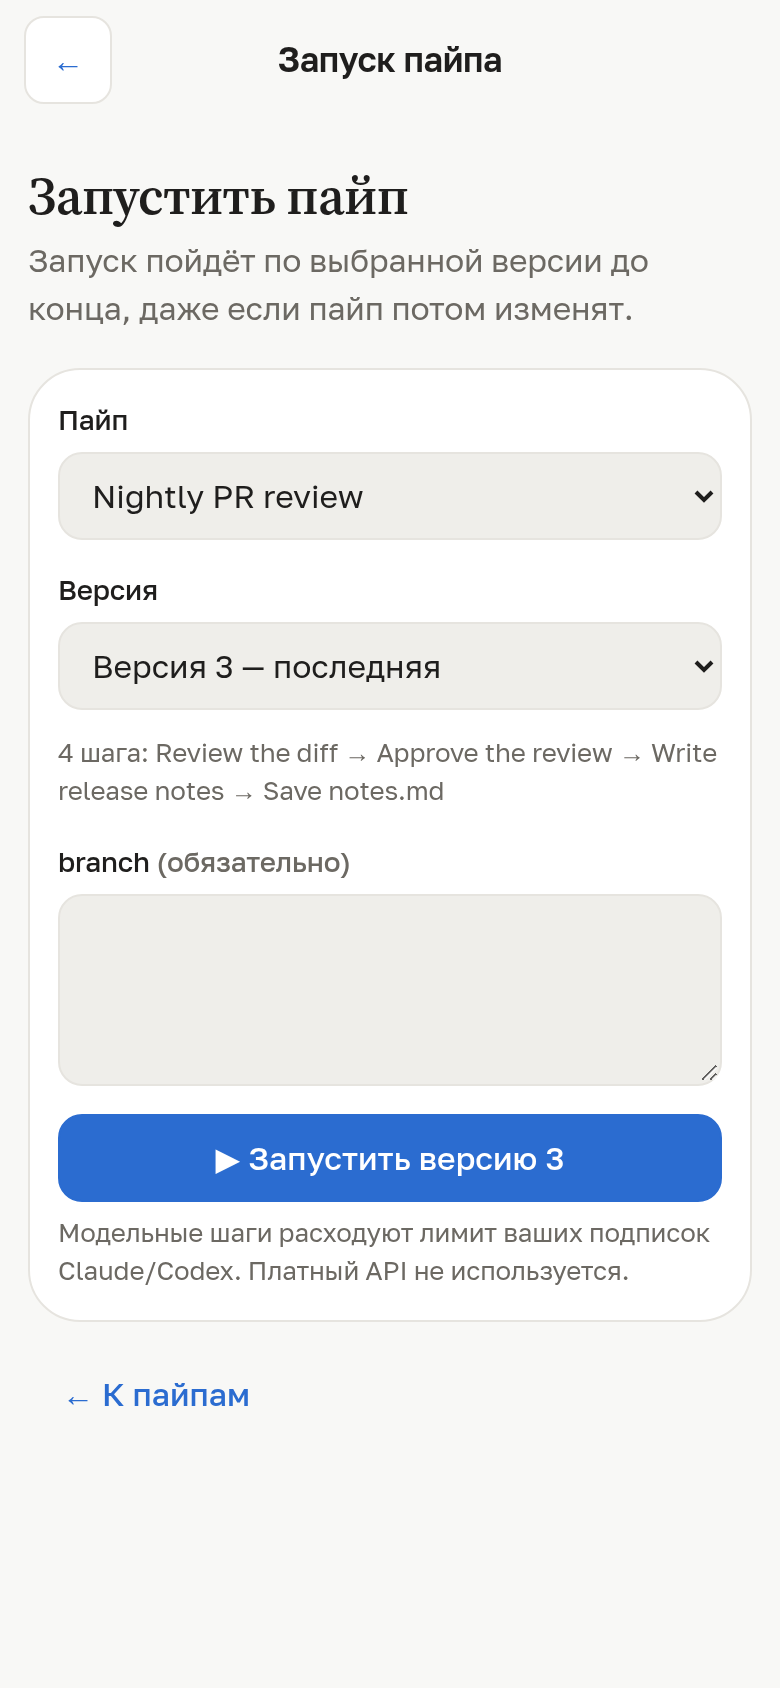 ←
Запуск пайпа
Запустить пайп
Запуск пойдёт по выбранной версии до
конца, даже если пайп потом изменят.
Пайп
Nightly PR review
Версия
Версия 3 — последняя
4 шага: Review the diff → Approve the review → Write
release notes → Save notes.md
branch (обязательно)
▶ Запустить версию 3
Модельные шаги расходуют лимит ваших подписок
Claude/Codex. Платный API не используется.
← К пайпам